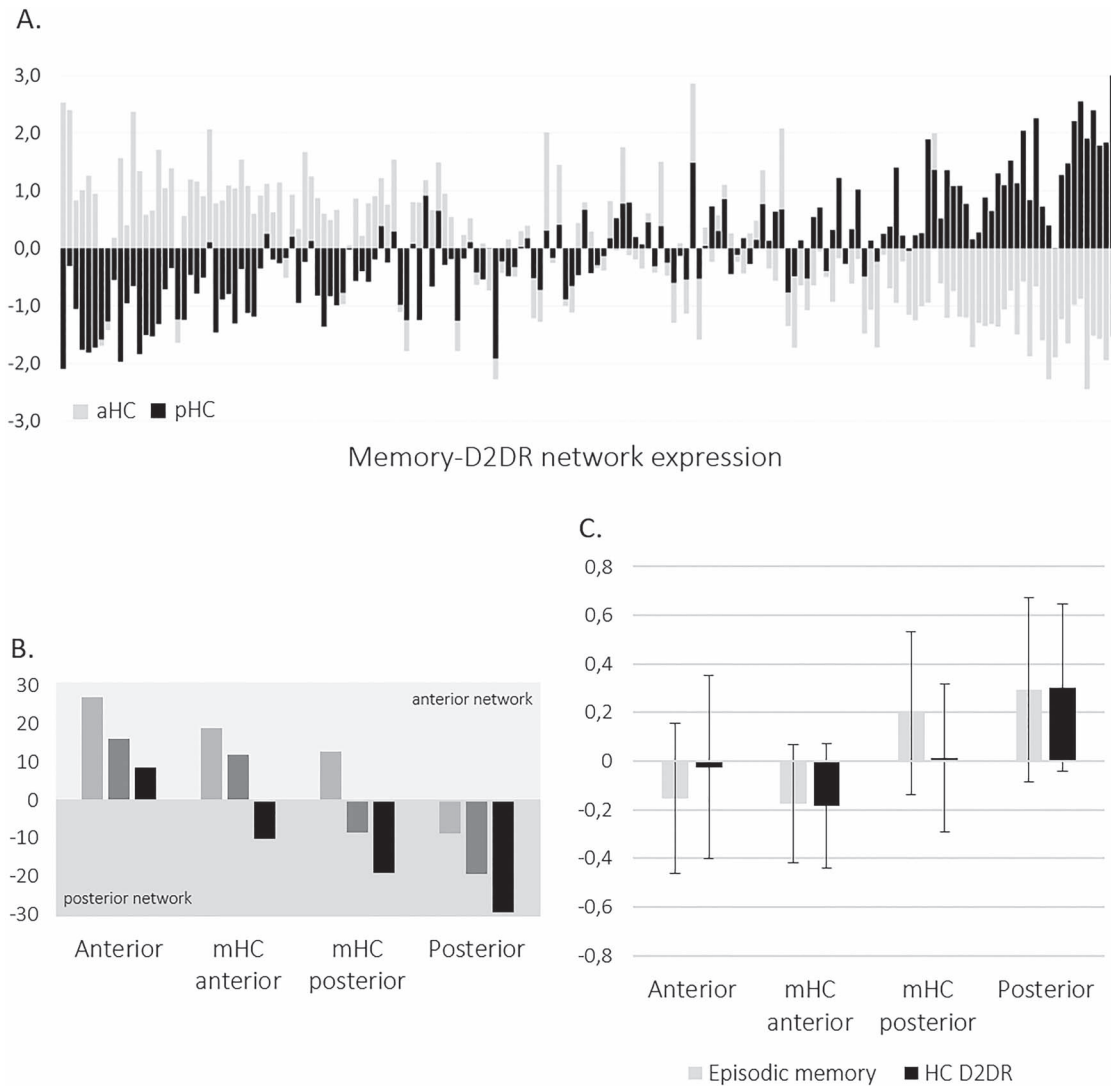 A.
3,0
2,0
1,0
0,0
-1,0
-2,0
-3,0
aHC pHC
Memory-D2DR network expression
B.
30
20
10
0
-10
-20
-30
anterior network
posterior network
Anterior mHC anterior mHC posterior Posterior
C.
0,8
0,6
0,4
0,2
0
-0,2
-0,4
-0,6
-0,8
Anterior mHC anterior mHC posterior Posterior
Episodic memory HC D2DR